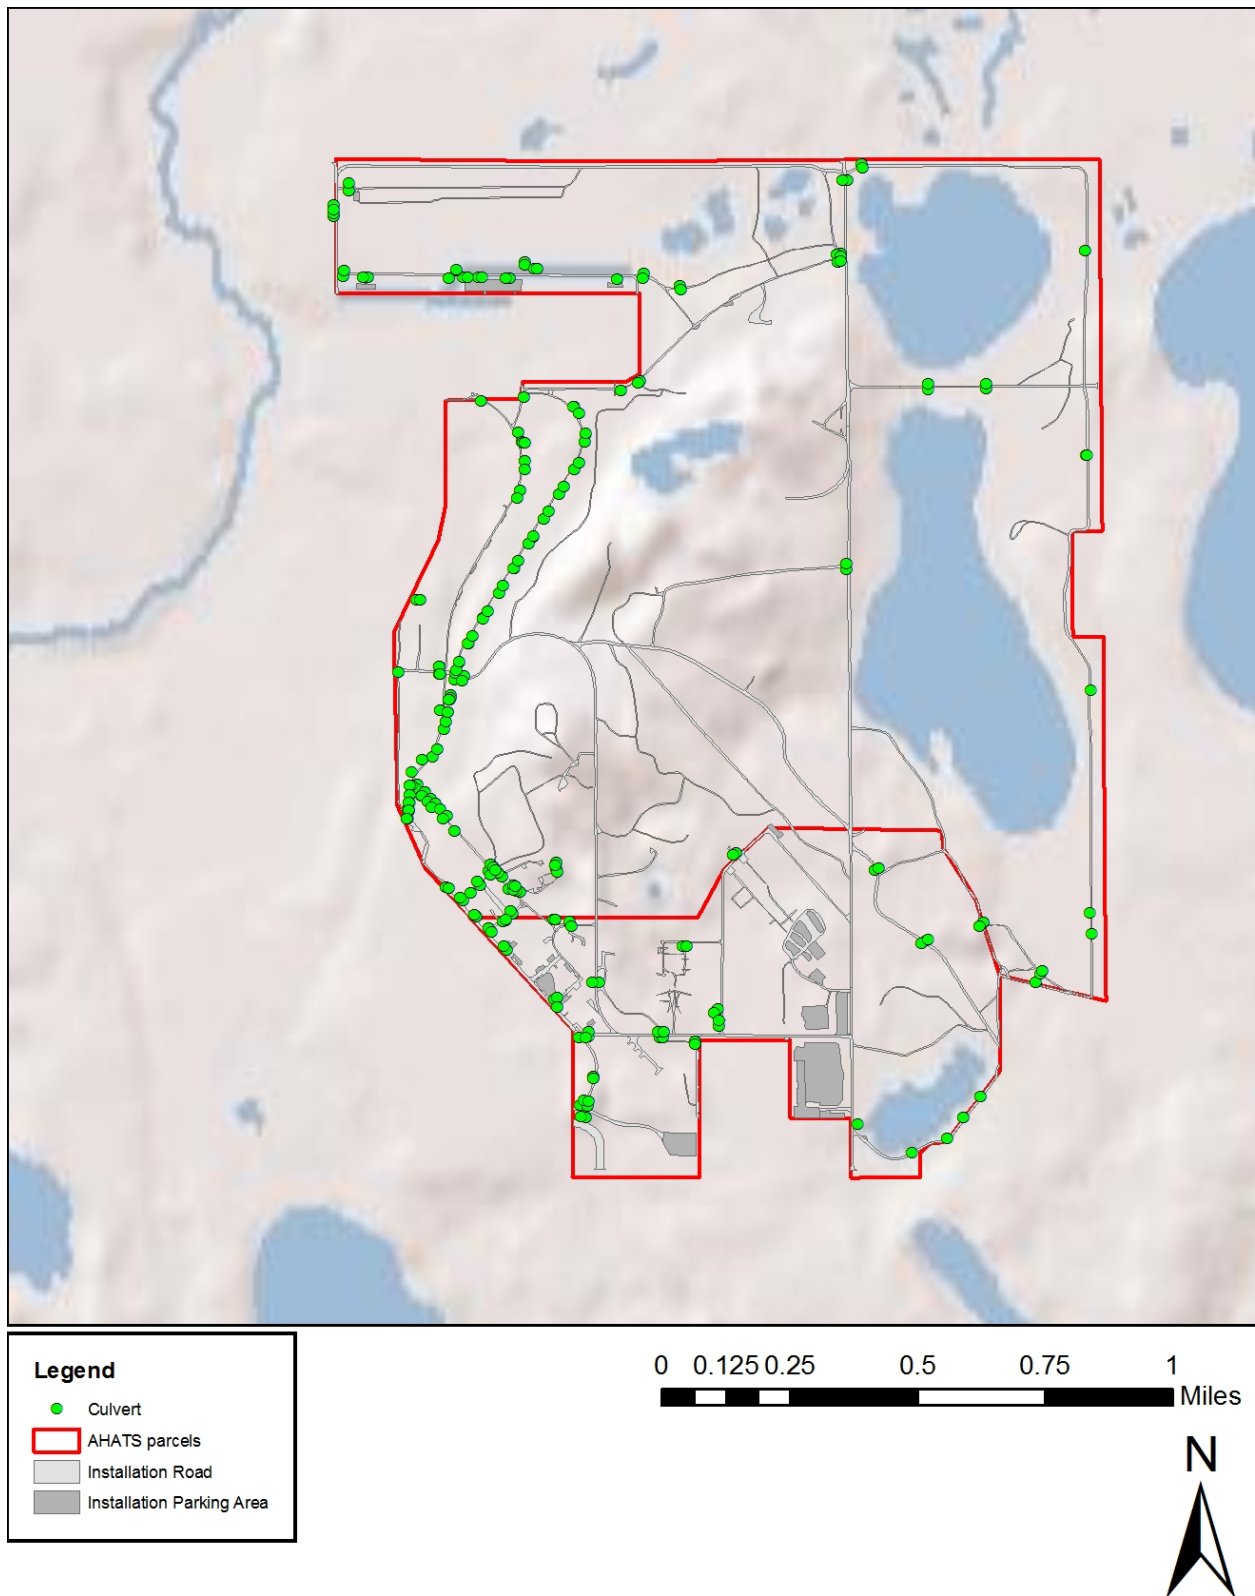 Legend
Culvert
AHATS parcels
Installation Road
Installation Parking Area
0 0.125 0.25 0.5 0.75 1
Miles
N